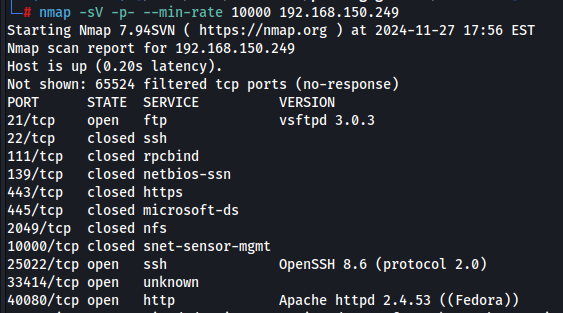 └─# nmap -sV -p- --min-rate 10000 192.168.150.249
Starting Nmap 7.94SVN ( https://nmap.org ) at 2024-11-27 17:56 EST
Nmap scan report for 192.168.150.249
Host is up (0.20s latency).
Not shown: 65524 filtered tcp ports (no-response)
PORT      STATE  SERVICE          VERSION
21/tcp    open   ftp              vsftpd 3.0.3
22/tcp    closed ssh
111/tcp   closed rpcbind
139/tcp   closed netbios-ssn
443/tcp   closed https
445/tcp   closed microsoft-ds
2049/tcp  closed nfs
10000/tcp closed snet-sensor-mgmt
25022/tcp open   ssh              OpenSSH 8.6 (protocol 2.0)
33414/tcp open   unknown
40080/tcp open   http             Apache httpd 2.4.53 ((Fedora))